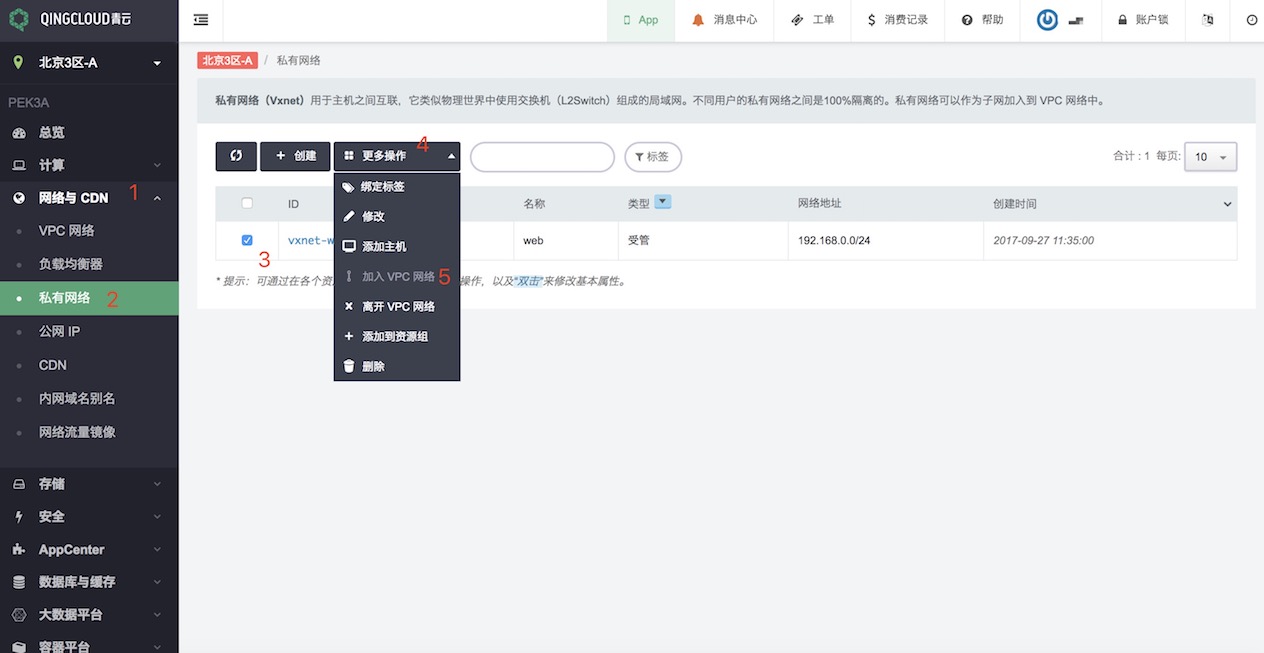 QINGCLOUD青云
App
消息中心
工单
消费记录
帮助
账户锁
北京3区-A
PEK3A
总览
计算
网络与 CDN 1
VPC 网络
负载均衡器
私有网络 2
公网 IP
CDN
内网域名别名
网络流量镜像
存储
安全
AppCenter
数据库与缓存
大数据平台
容器平台
北京3区-A / 私有网络
私有网络（Vxnet）用于主机之间互联，它类似物理世界中使用交换机（L2Switch）组成的局域网。不同用户的私有网络之间是100%隔离的。私有网络可以作为子网加入到 VPC 网络中。
创建
更多操作 4
标签
合计 : 1 每页: 10
ID 名称 类型 网络地址 创建时间
vxnet-w web 受管 192.168.0.0/24 2017-09-27 11:35:00
3
* 提示：可通过在各个资 操作，以及"双击"来修改基本属性。
绑定标签
修改
添加主机
加入 VPC 网络 5
离开 VPC 网络
添加到资源组
删除